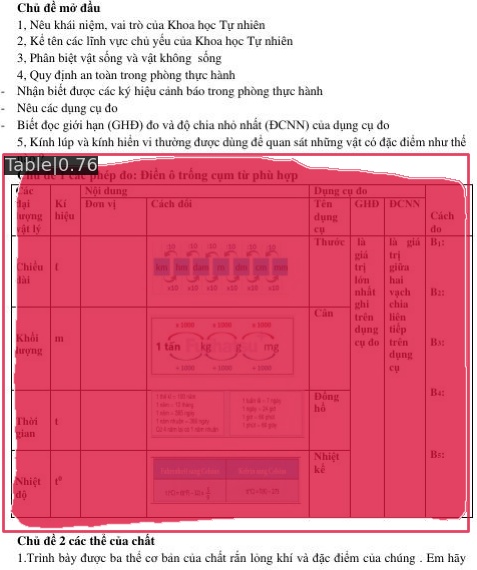 Chủ đề mở đầu
1, Nêu khái niệm, vai trò của Khoa học Tự nhiên
2, Kể tên các lĩnh vực chủ yếu của Khoa học Tự nhiên
3, Phân biệt vật sống và vật không sống
4, Quy định an toàn trong phòng thực hành
- Nhận biết được các ký hiệu cảnh báo trong phòng thực hành
- Nêu các dụng cụ đo
- Biết đọc giới hạn (GHĐ) đo và độ chia nhỏ nhất (ĐCNN) của dụng cụ đo
5, Kính lúp và kính hiển vi thường được dùng để quan sát những vật có đặc điểm như thế
Table|0.76
Chủ đề 1 các phép đo: Điền ô trống cụm từ phù hợp
Các đại lượng vật lý
Kí hiệu
Nội dung
Đơn vị
Cách đổi
Dụng cụ đo
Tên dụng cụ
GHĐ
ĐCNN
Cách đo
Chiều dài
ℓ
km hm dam m dm cm mm
Thước
là giá trị lớn nhất ghi trên dụng cụ đo
là giá trị giữa hai vạch chia liên tiếp trên dụng cụ
B1:
B2:
Khối lượng
m
1 tấn kg mg
Cân
B3:
Thời gian
t
Đồng hồ
B4:
Nhiệt độ
t⁰
Nhiệt kế
B5:
Chủ đề 2 các thể của chất
1.Trình bày được ba thể cơ bản của chất rắn lỏng khí và đặc điểm của chúng . Em hãy